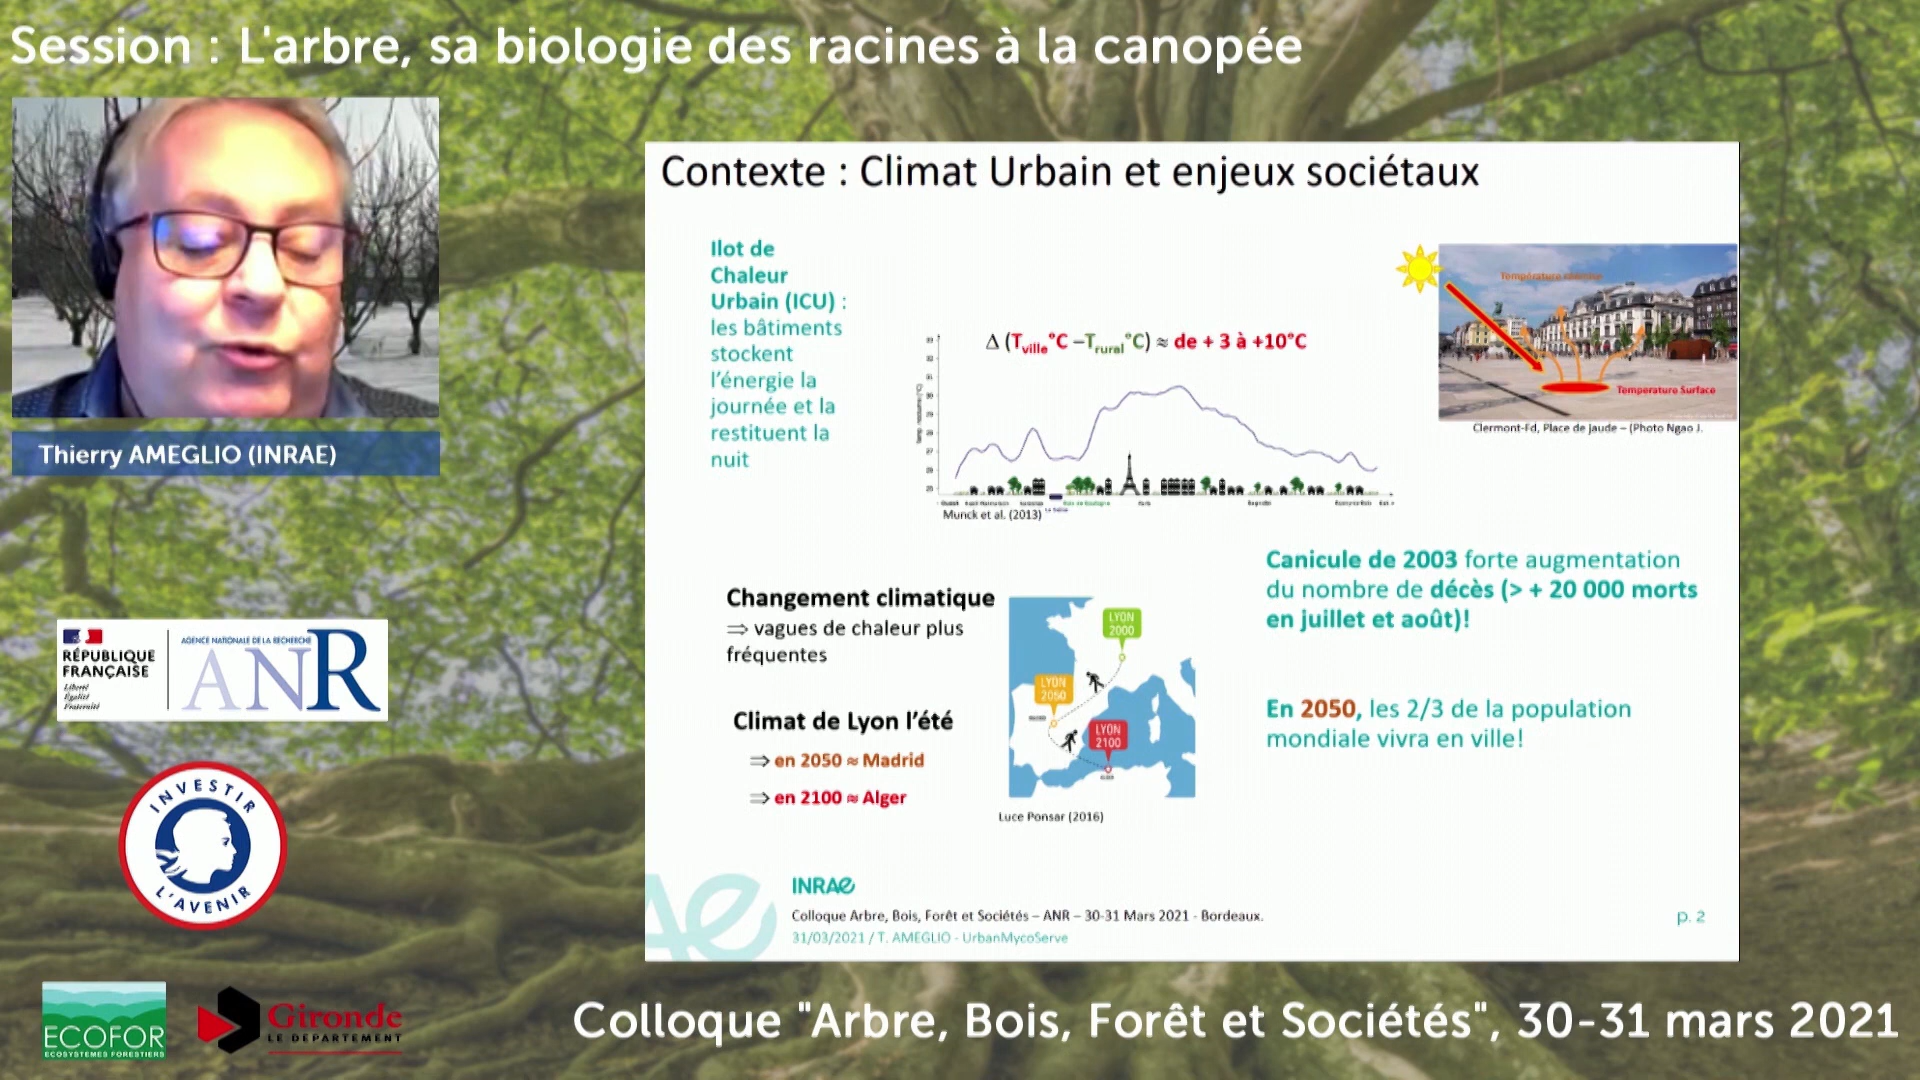 Session : L'arbre, sa biologie des racines à la canopée
Thierry AMEGLIO (INRAE)
RÉPUBLIQUE
FRANÇAISE
Liberté
Égalité
Fraternité
AGENCE NATIONALE DE LA RECHERCHE
ANR
INVESTIR
L'AVENIR
ECOFOR
ECOSYSTEMES FORESTIERS
Gironde
LE DEPARTEMENT
Contexte : Climat Urbain et enjeux sociétaux
Ilot de
Chaleur
Urbain (ICU) :
les bâtiments
stockent
l'énergie la
journée et la
restituent la
nuit
Δ (Tville°C –Trural°C) ≈ de + 3 à +10°C
Munck et al. (2013)
Température
Temperature Surface
Clermont-Fd, Place de jaude – (Photo Ngao J.
Changement climatique
⇒ vagues de chaleur plus
fréquentes
Climat de Lyon l'été
⇒ en 2050 ≈ Madrid
⇒ en 2100 ≈ Alger
LYON
2000
LYON
2050
LYON
2100
Luce Ponsar (2016)
Canicule de 2003 forte augmentation
du nombre de décès (> + 20 000 morts
en juillet et août)!
En 2050, les 2/3 de la population
mondiale vivra en ville!
INRAE
Colloque Arbre, Bois, Forêt et Sociétés – ANR – 30-31 Mars 2021 - Bordeaux.
31/03/2021 / T. AMEGLIO - UrbanMycoServe
p. 2
Colloque "Arbre, Bois, Forêt et Sociétés", 30-31 mars 2021